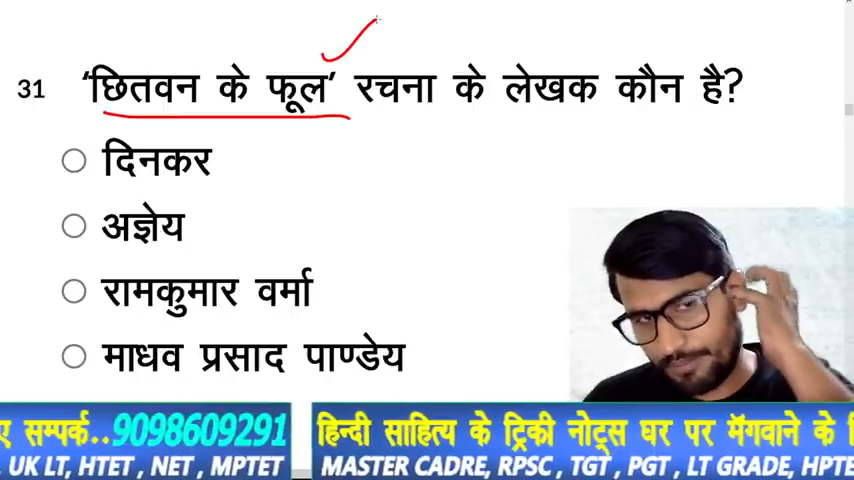 31 'छितवन के फूल' रचना के लेखक कौन है?
दिनकर
अज्ञेय
रामकुमार वर्मा
माधव प्रसाद पाण्डेय
ए सम्पर्क..9098609291 हिन्दी साहित्य के ट्रिकी नोट्स घर पर मॅगवाने के
, UK LT, HTET , NET , MPTET MASTER CADRE, RPSC , TGT , PGT , LT GRADE, HPTE